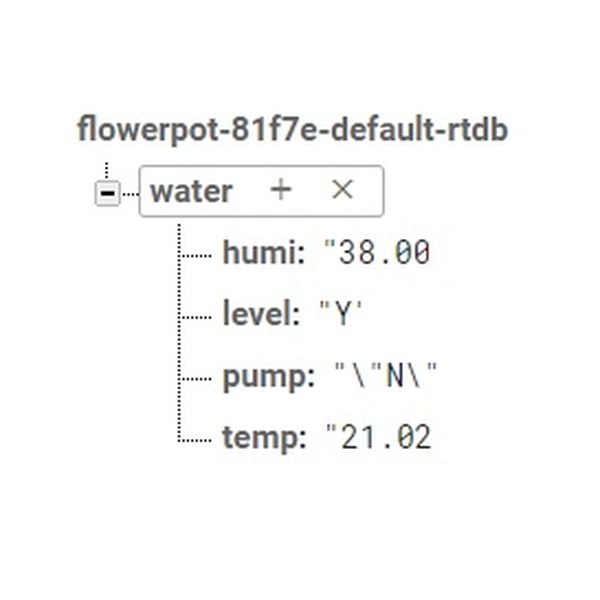 flowerpot-81f7e-default-rtdb
water + ×
humi: "38.00
level: "Y'
pump: "\"N\"
temp: "21.02